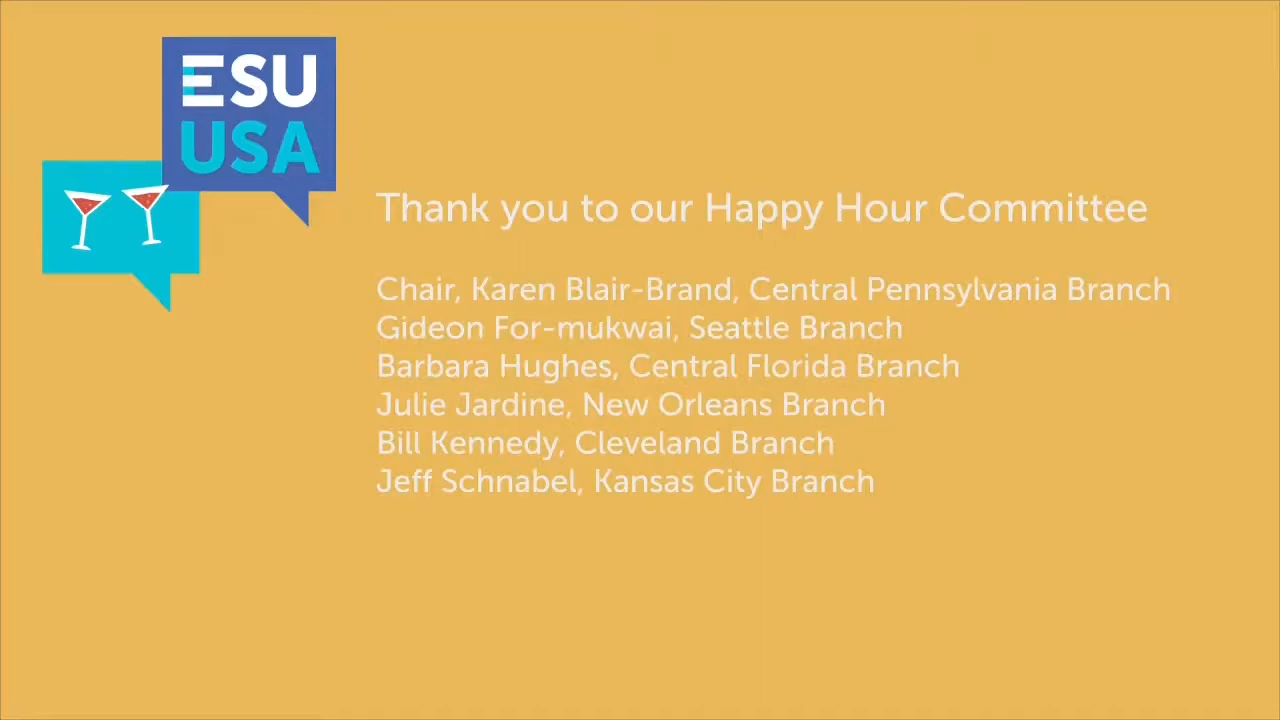 ESU
USA
Thank you to our Happy Hour Committee
Chair, Karen Blair-Brand, Central Pennsylvania Branch
Gideon For-mukwai, Seattle Branch
Barbara Hughes, Central Florida Branch
Julie Jardine, New Orleans Branch
Bill Kennedy, Cleveland Branch
Jeff Schnabel, Kansas City Branch